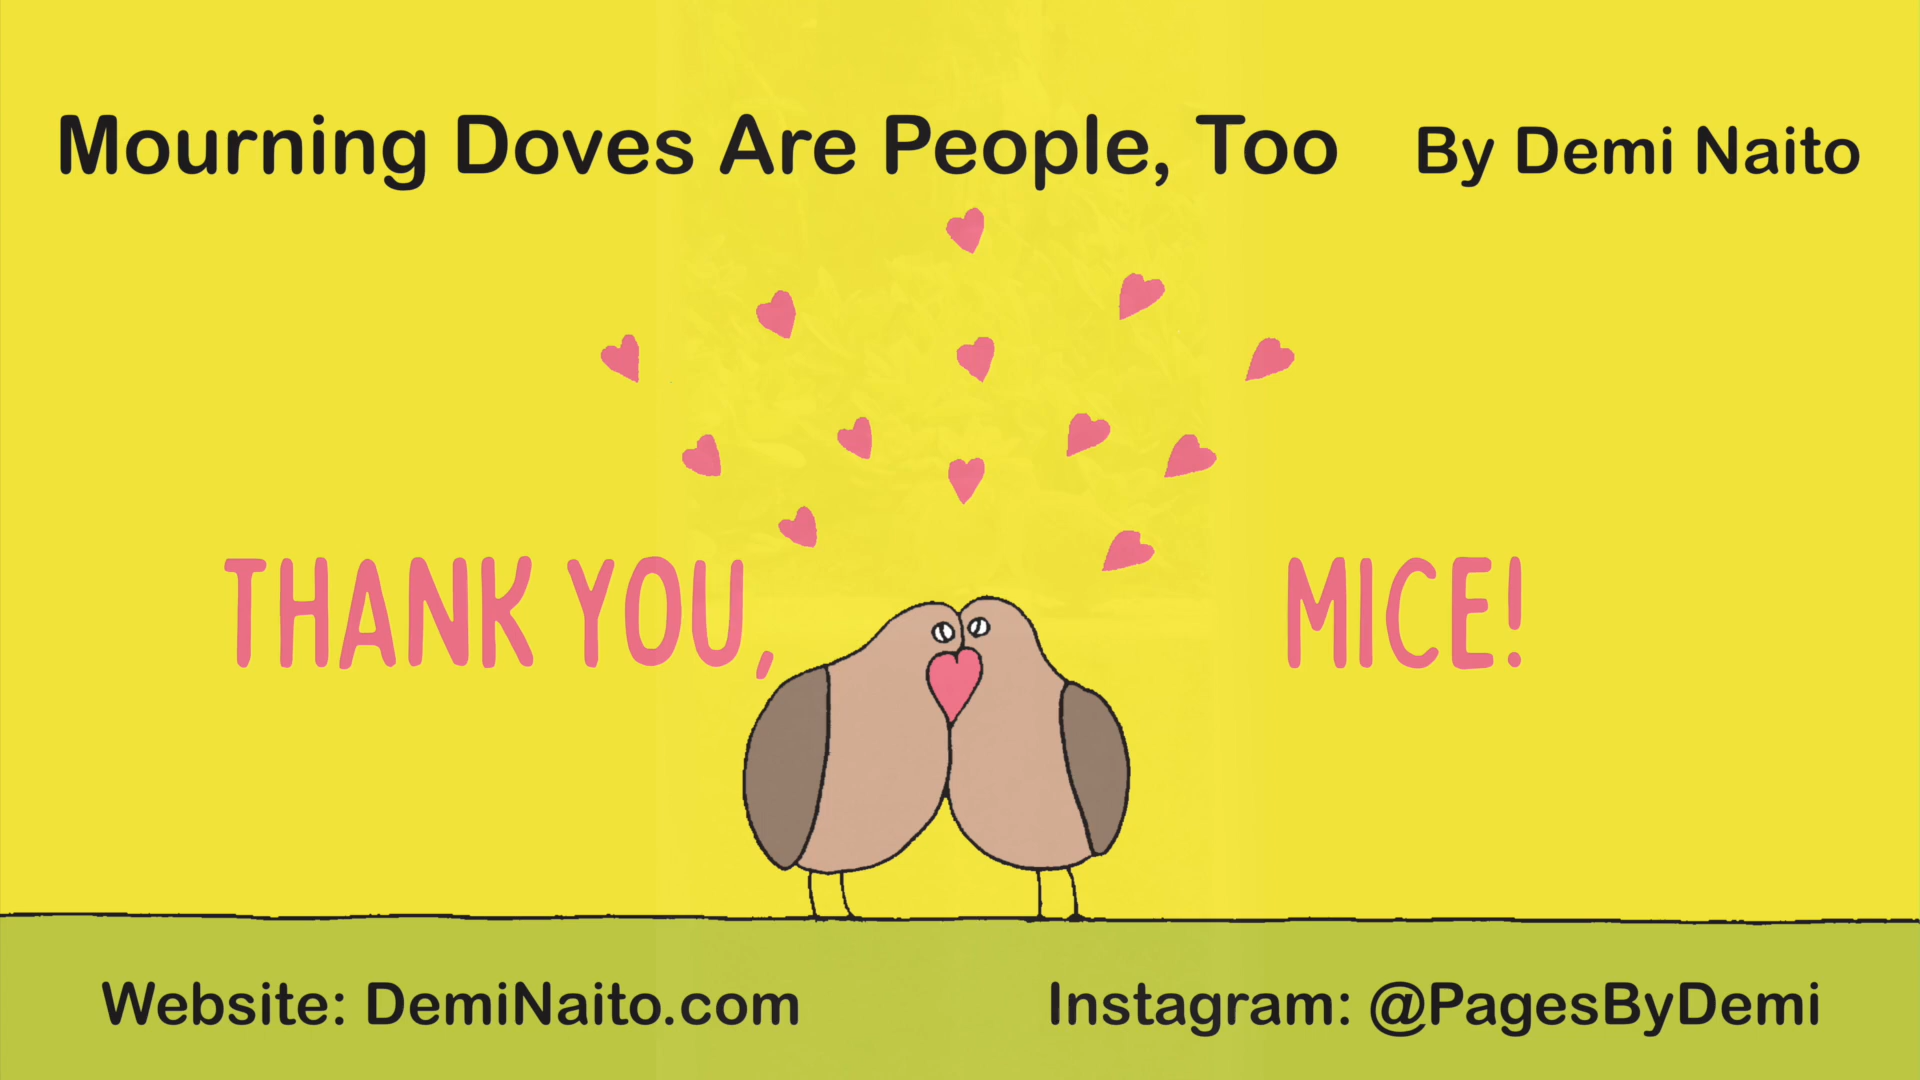 Mourning Doves Are People, Too By Demi Naito
THANK YOU, MICE!
Website: DemiNaito.com Instagram: @PagesByDemi